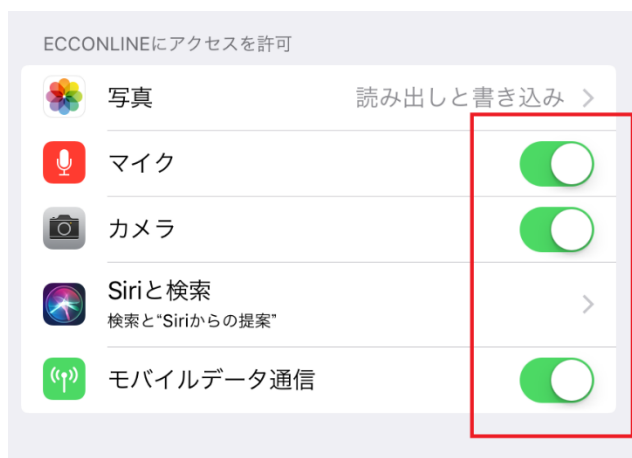 ECCONLINEにアクセスを許可
写真 読み出しと書き込み
マイク
カメラ
Siriと検索
検索と“Siriからの提案”
モバイルデータ通信